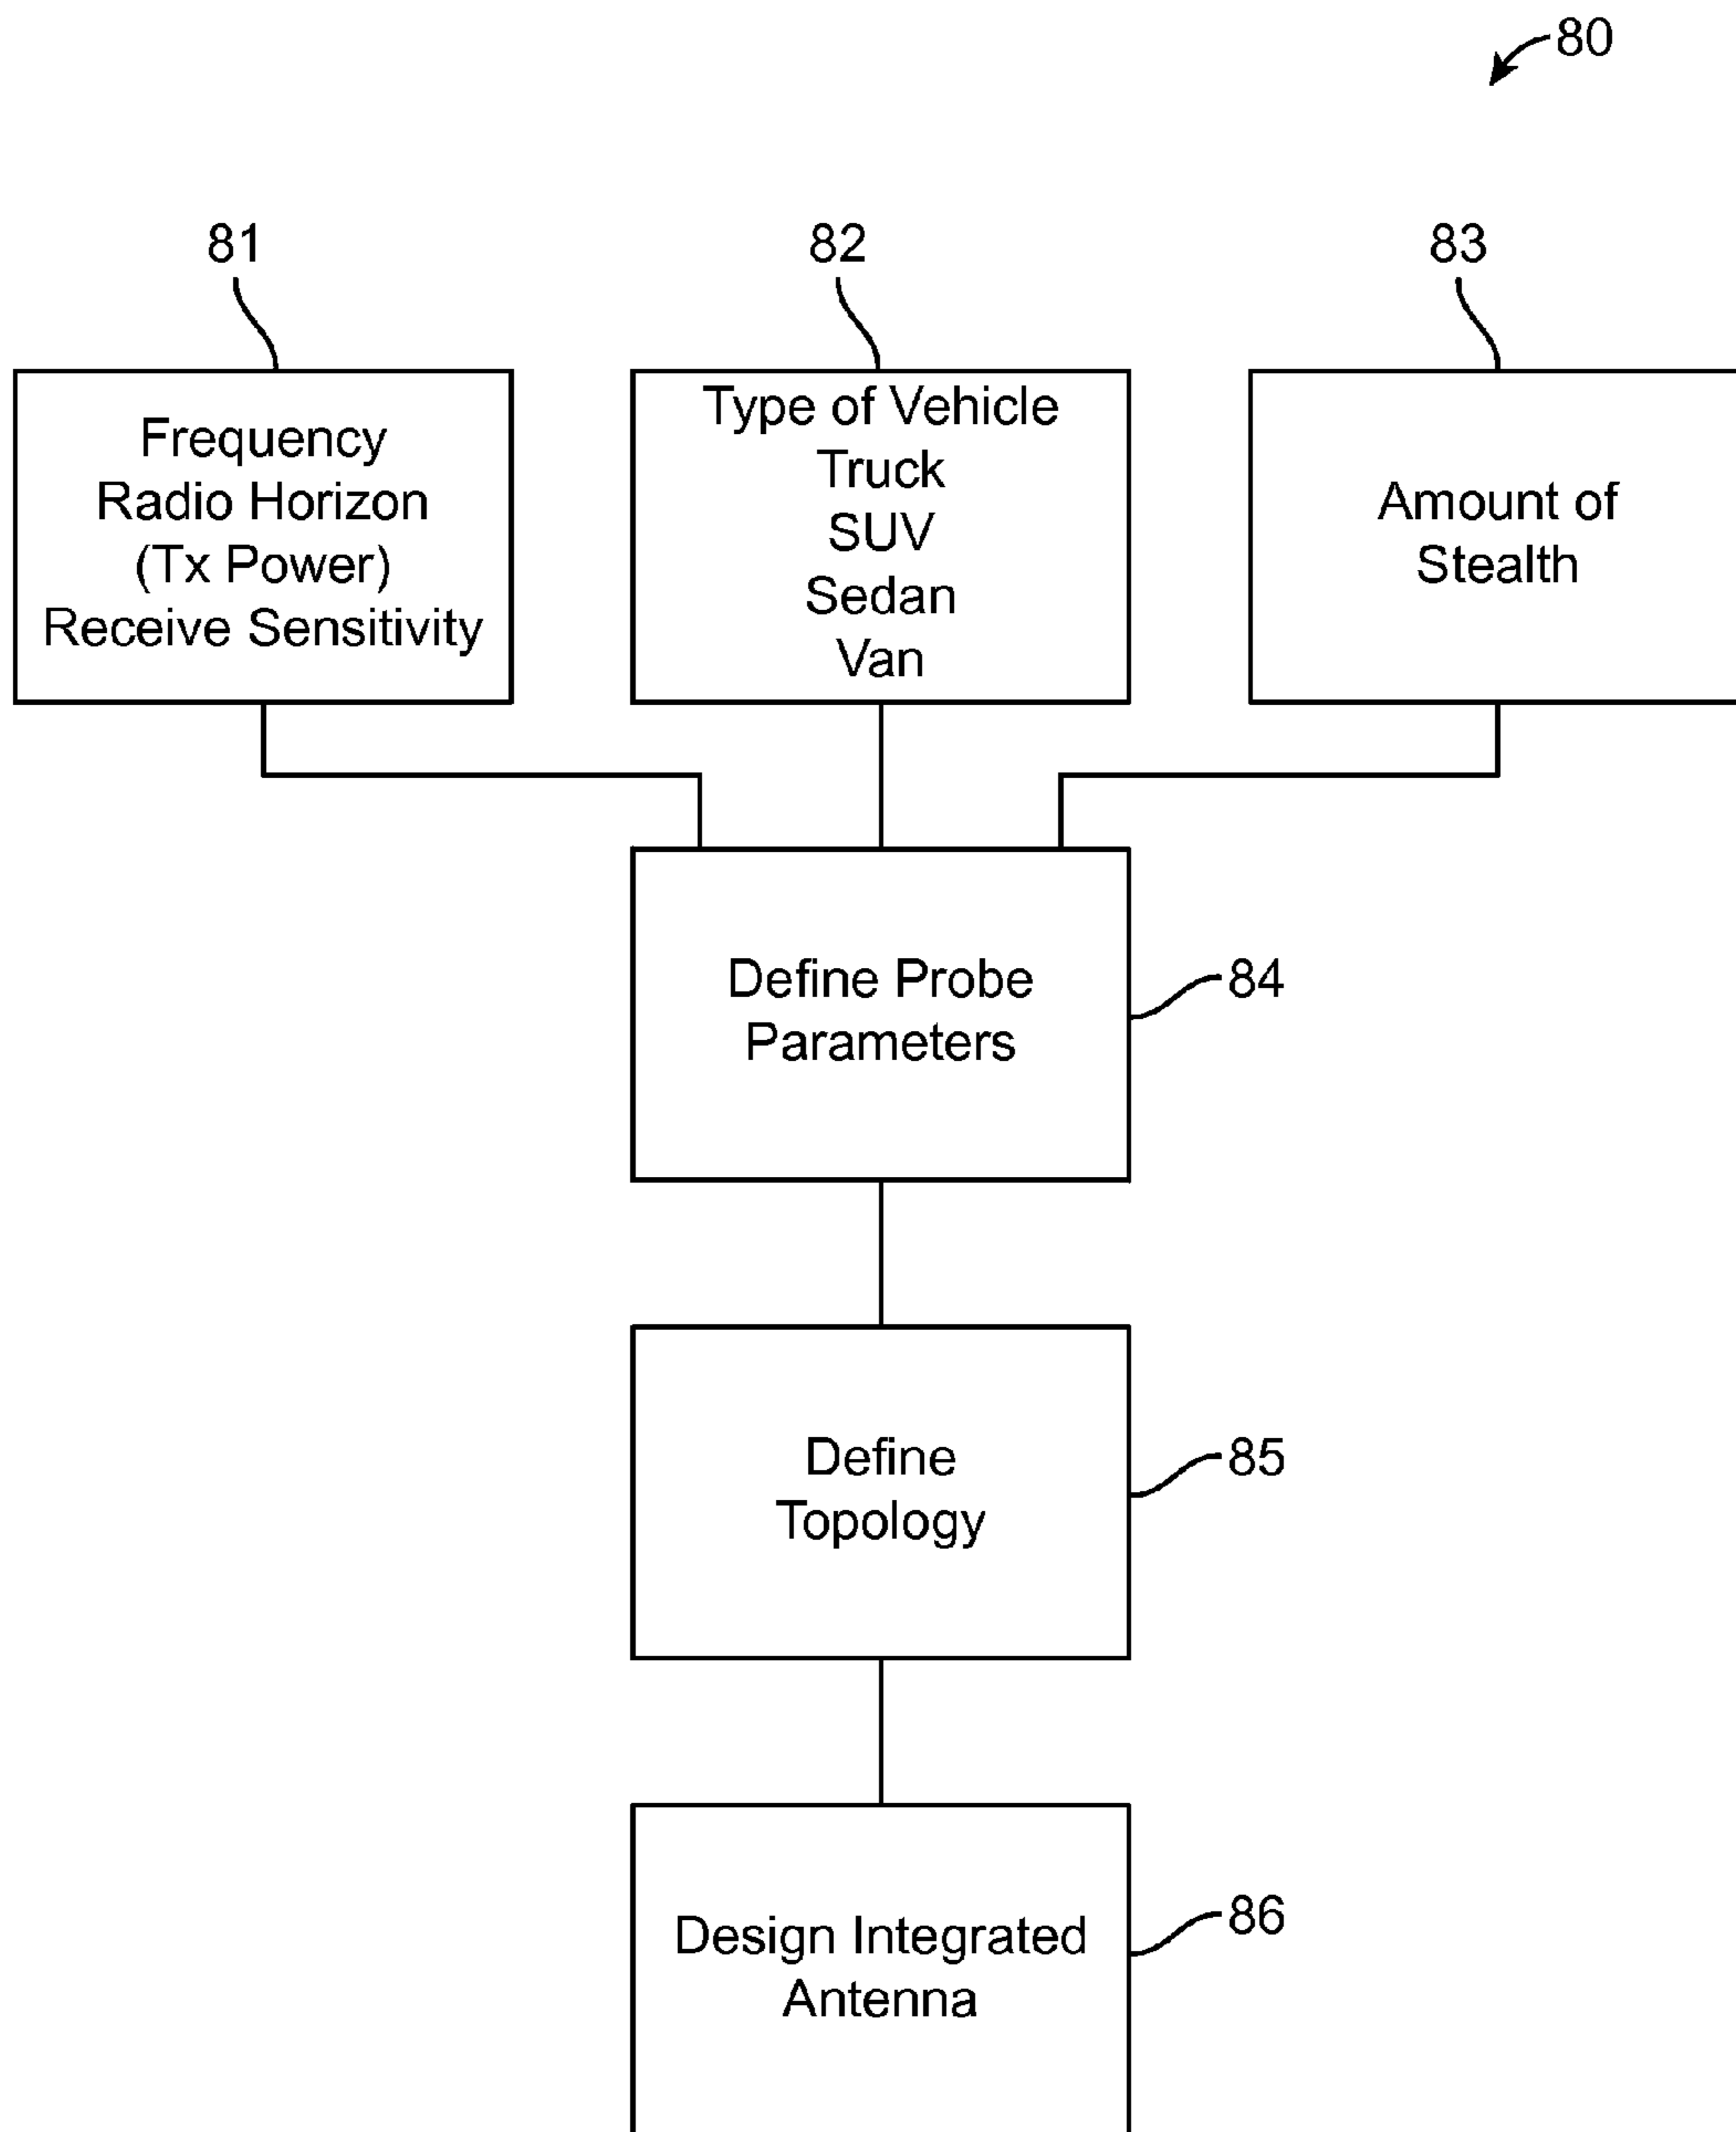 80
81
82
83
Frequency
Radio Horizon
(Tx Power)
Receive Sensitivity
Type of Vehicle
Truck
SUV
Sedan
Van
Amount of
Stealth
Define Probe
Parameters
84
Define
Topology
85
Design Integrated
Antenna
86